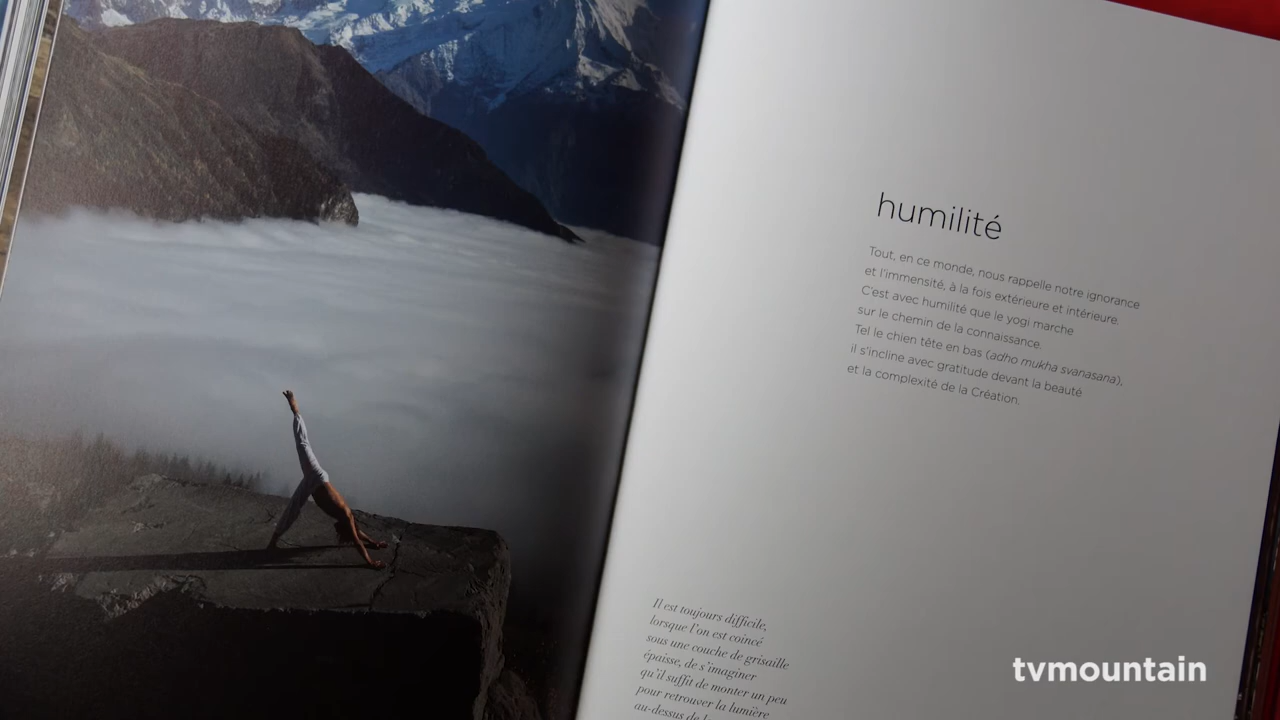 humilité
Tout, en ce monde, nous rappelle notre ignorance
et l'immensité, à la fois extérieure et intérieure.
C'est avec humilité que le yogi marche
sur le chemin de la connaissance.
Tel le chien tête en bas (adho mukha svanasana),
il s'incline avec gratitude devant la beauté
et la complexité de la Création.
Il est toujours difficile,
lorsque l'on est coincé
sous une couche de grisaille
épaisse, de s'imaginer
qu'il suffit de monter un peu
pour retrouver la lumière
au-dessus de
tvmountain